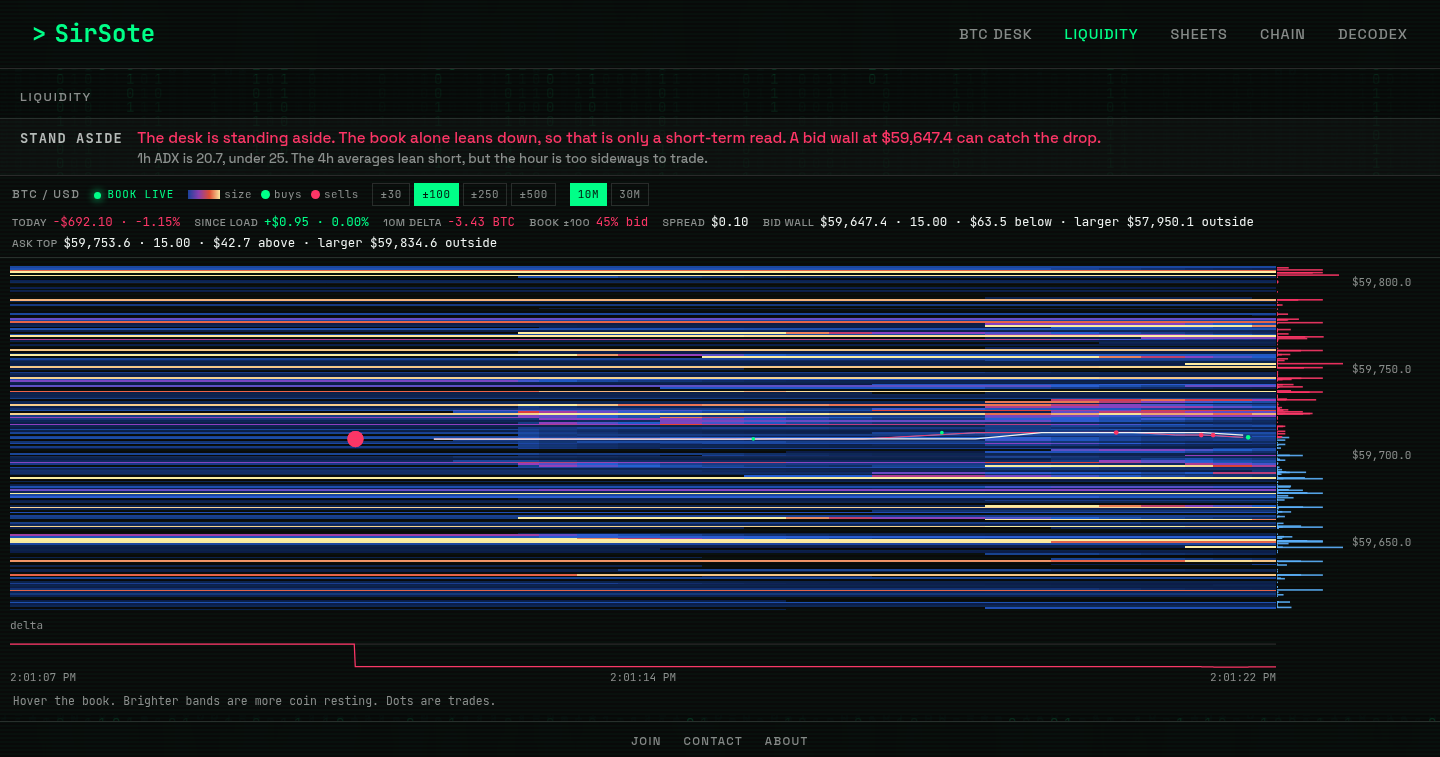 > SirSote
BTC DESK LIQUIDITY SHEETS CHAIN DECODEX
LIQUIDITY
STAND ASIDE The desk is standing aside. The book alone leans down, so that is only a short-term read. A bid wall at $59,647.4 can catch the drop.
1h ADX is 20.7, under 25. The 4h averages lean short, but the hour is too sideways to trade.
BTC / USD BOOK LIVE size buys sells ±30 ±100 ±250 ±500 10M 30M
TODAY -$692.10 · -1.15% SINCE LOAD +$0.95 · 0.00% 10M DELTA -3.43 BTC BOOK ±100 45% bid SPREAD $0.10 BID WALL $59,647.4 · 15.00 · $63.5 below · larger $57,950.1 outside
ASK TOP $59,753.6 · 15.00 · $42.7 above · larger $59,834.6 outside
$59,800.0
$59,750.0
$59,700.0
$59,650.0
delta
2:01:07 PM 2:01:14 PM 2:01:22 PM
Hover the book. Brighter bands are more coin resting. Dots are trades.
JOIN CONTACT ABOUT